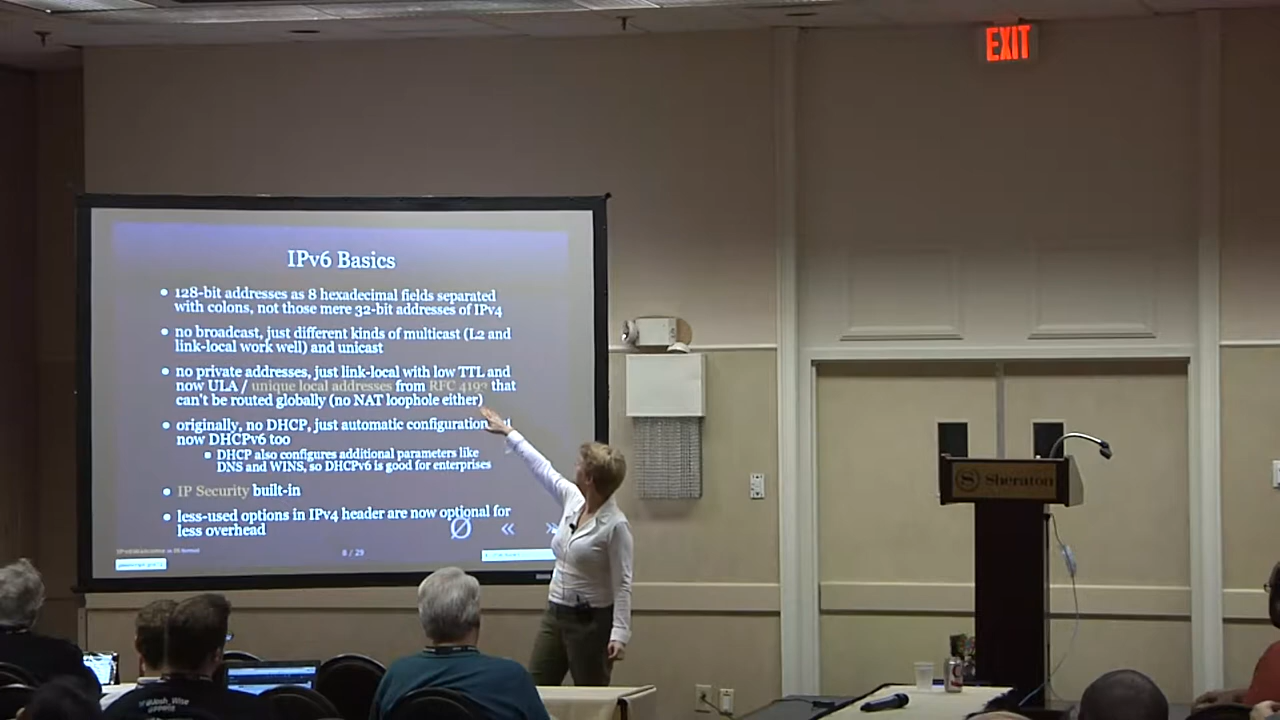 EXIT
IPv6 Basics
128-bit addresses as 8 hexadecimal fields separated
with colons, not those mere 32-bit addresses of IPv4
no broadcast, just different kinds of multicast (L2 and
link-local work well) and unicast
no private addresses, just link-local with low TTL and
now ULA / unique local addresses from RFC that
can't be routed globally (no NAT loophole either)
originally, no DHCP, just automatic configuration
now DHCPv6 too
DHCP also configures additional parameters like
DNS and WINS, so DHCPv6 is good for enterprises
IP Security built-in
less-used options in IPv4 header are now optional for
less overhead
Ø « »
8 / 29
Sheraton